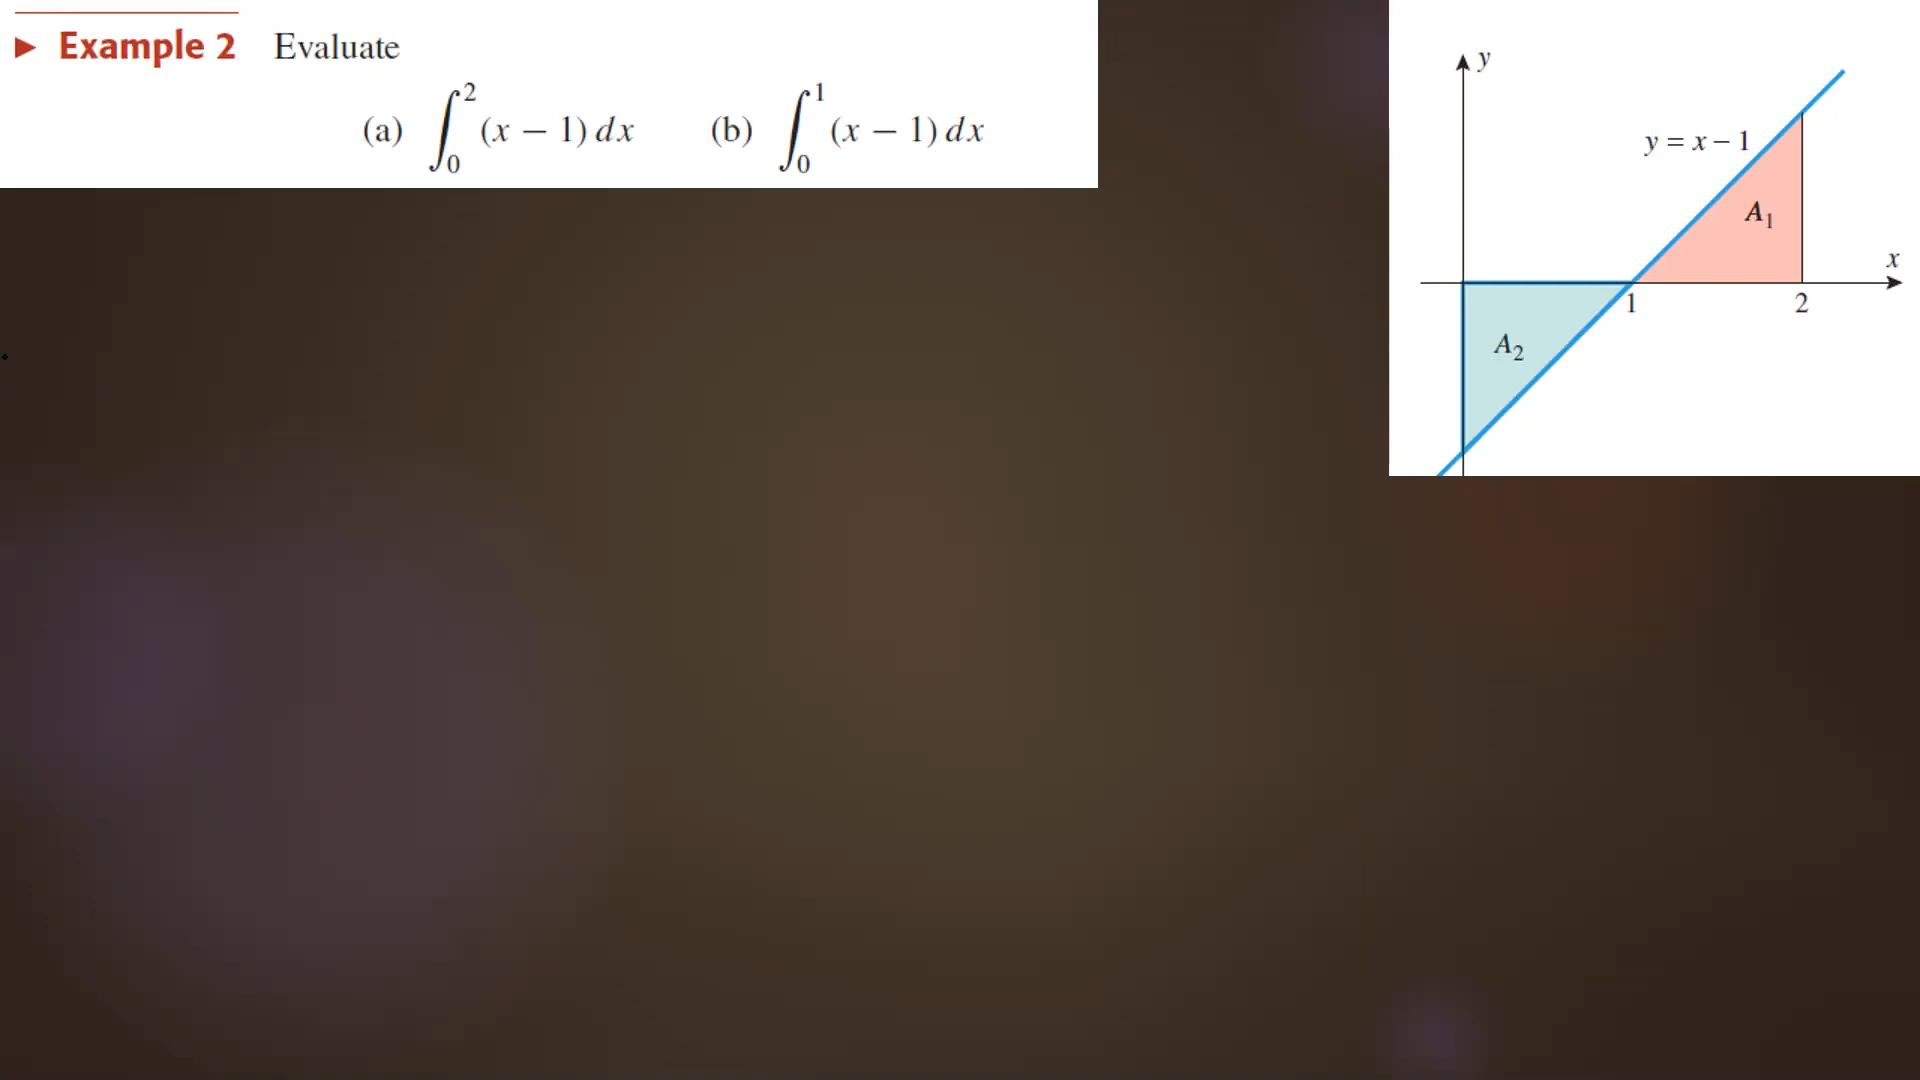 ► Example 2 Evaluate
(a) ∫₀² (x − 1) dx (b) ∫₀¹ (x − 1) dx
y
y = x − 1
A₁
x
1 2
A₂